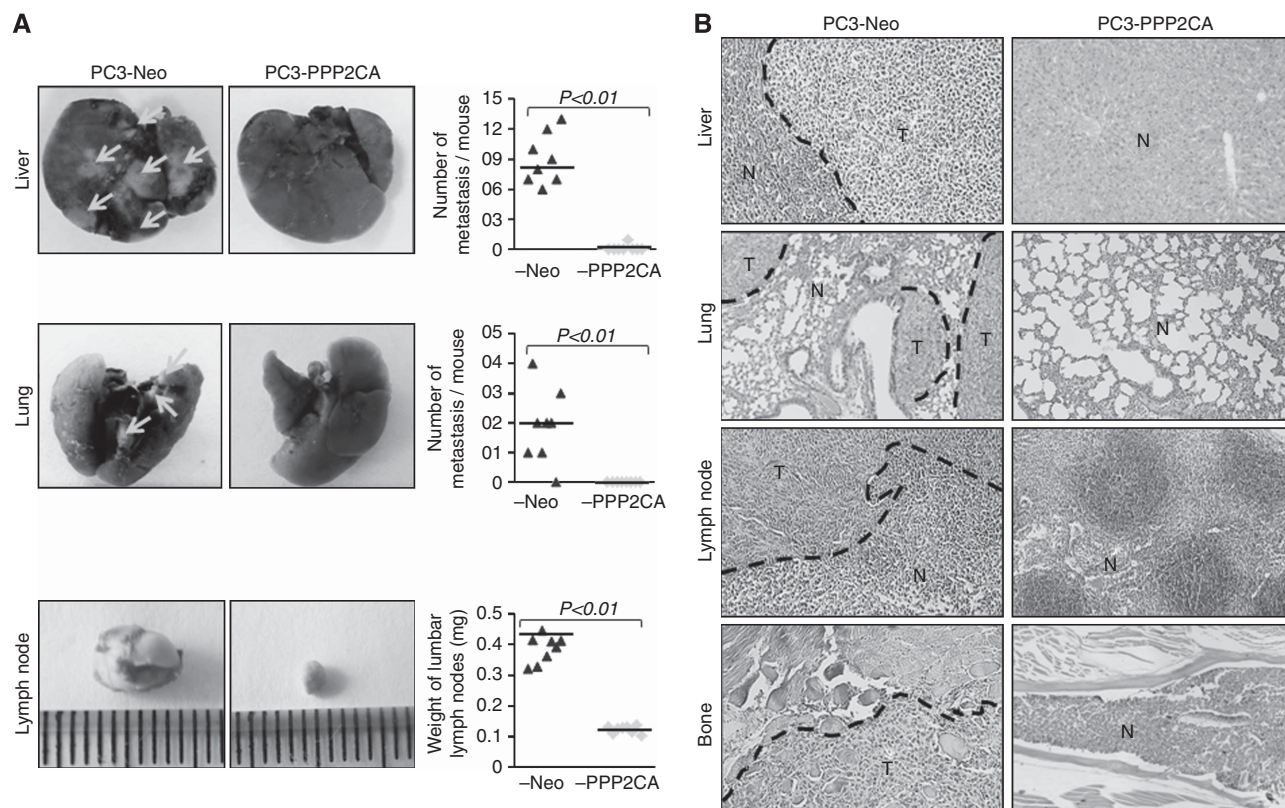 A
PC3-Neo
PC3-PPP2CA
Liver
Number of
metastasis / mouse
15
12
09
06
03
0
P<0.01
–Neo
–PPP2CA
Lung
Number of
metastasis / mouse
05
04
03
02
01
0
P<0.01
–Neo
–PPP2CA
Lymph node
Weight of lumbar
lymph nodes (mg)
0.5
0.4
0.3
0.2
0.1
0
P<0.01
–Neo
–PPP2CA
B
PC3-Neo
PC3-PPP2CA
Liver
N
T
N
Lung
T
N
T
T
N
Lymph node
T
N
N
Bone
T
N